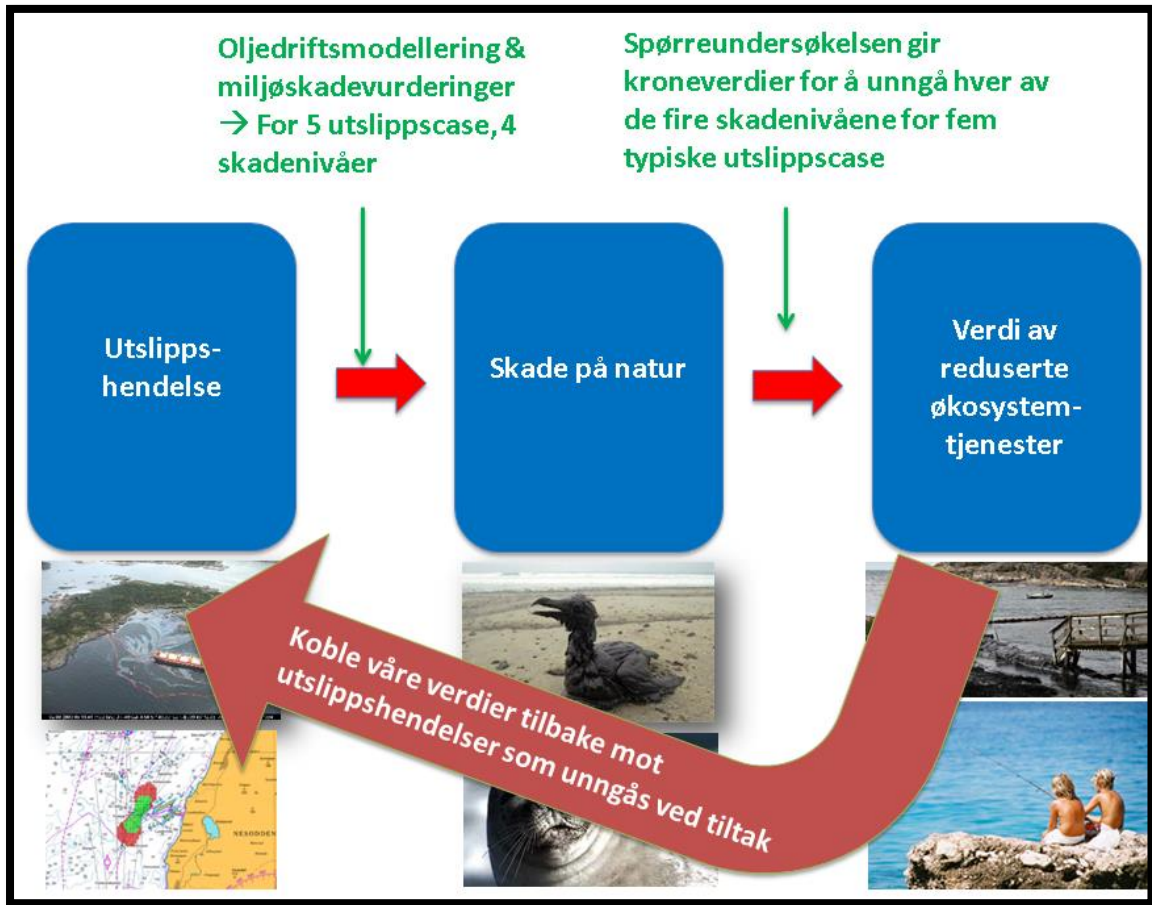 Oljedriftsmodellering &
miljøskadevurderinger
→ For 5 utslippscase, 4
skadenivåer
Spørreundersøkelsen gir
kroneverdier for å unngå hver av
de fire skadenivåene for fem
typiske utslippscase
Utslipps-
hendelse
Skade på natur
Verdi av
reduserte
økosystem-
tjenester
Koble våre verdier tilbake mot
utslippshendelser som unngås ved tiltak
NESODDEN